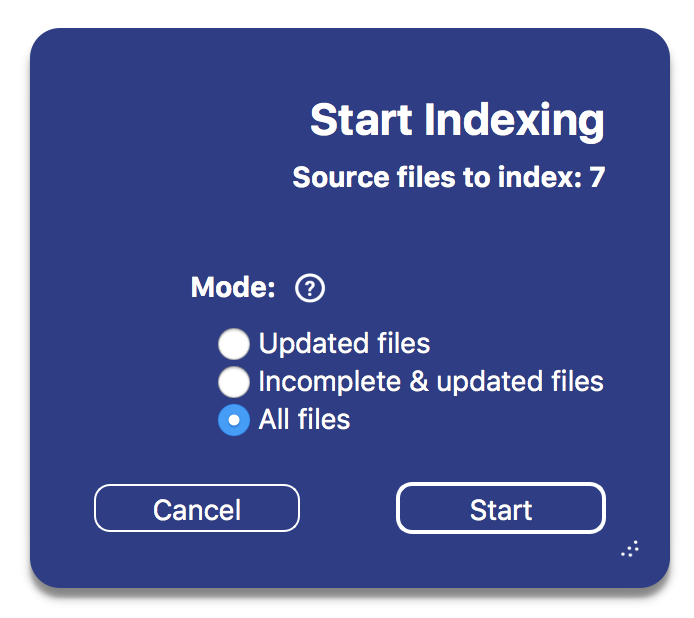 Start Indexing
Source files to index: 7
Mode: ?
Updated files
Incomplete & updated files
All files
Cancel
Start